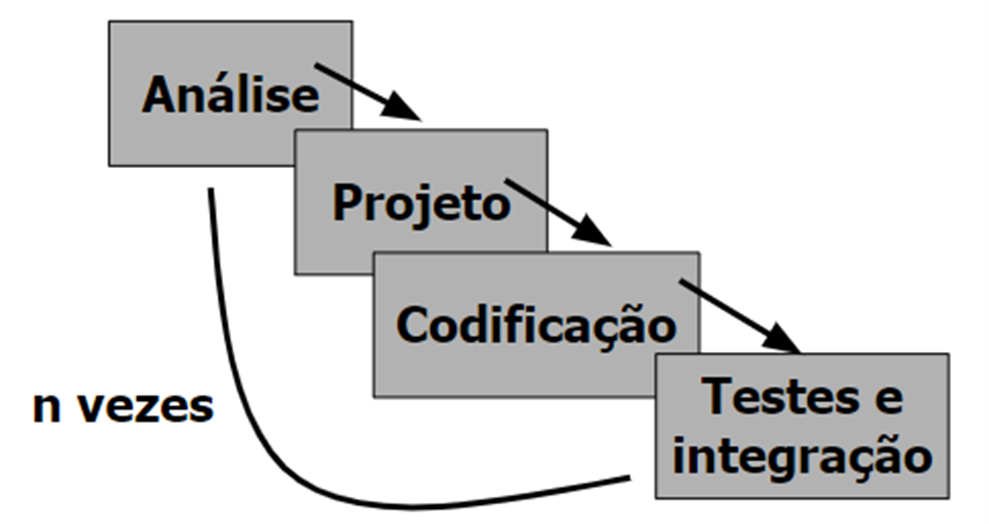 Análise
Projeto
Codificação
n vezes
Testes e
integração